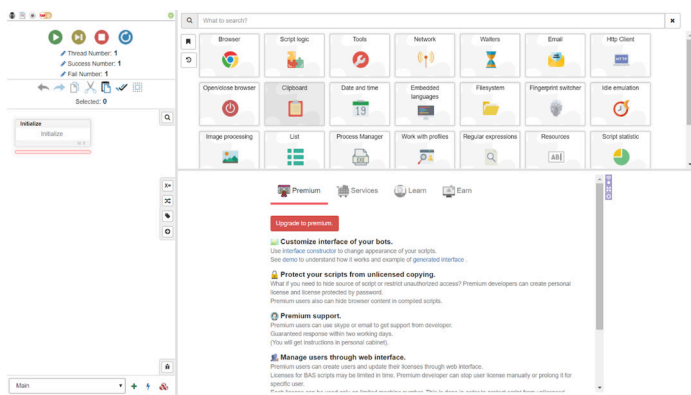 What to search?
Thread Number: 1
Success Number: 1
Fail Number: 1
Selected: 0
Initialize
Initialize
Browser
Script logic
Tools
Network
Waiters
Email
Http Client
HTTP
Open/close browser
Clipboard
Date and time
Embedded languages
Filesystem
Fingerprint switcher
Idle emulation
19
Image processing
List
Process Manager
Work with profiles
Regular expressions
Resources
Script statistic
EXE
AB
Premium
Services
Learn
Earn
Upgrade to premium.
Customize interface of your bots.
Use interface constructor to change appearance of your scripts.
See demo to understand how it works and example of generated interface .
Protect your scripts from unlicensed copying.
What if you need to hide source of script or restrict unauthorized access? Premium developers can create personal
license and license protected by password.
Premium users also can hide browser content in compiled scripts.
Premium support.
Premium users can use skype or email to get support from developer.
Guaranteed response within two working days.
(You will get instructions in personal cabinet).
Manage users through web interface.
Premium users can create users and update their licenses through web interface.
Licenses for BAS scripts may be limited in time. Premium developer can stop user license manually or prolong it for
specific user.
X+
Main